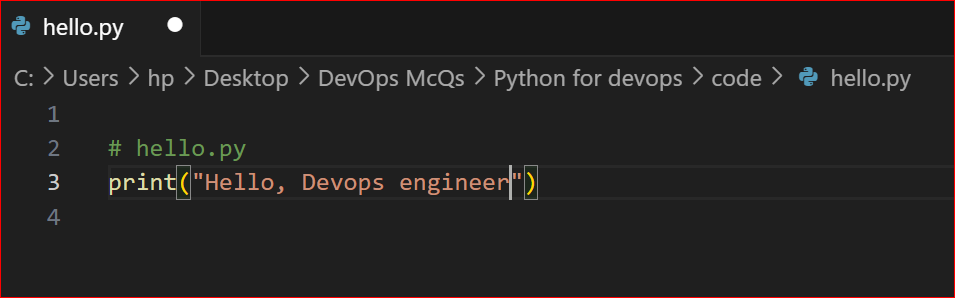 hello.py
C: > Users > hp > Desktop > DevOps McQs > Python for devops > code > hello.py
1
2 # hello.py
3 print("Hello, Devops engineer")
4